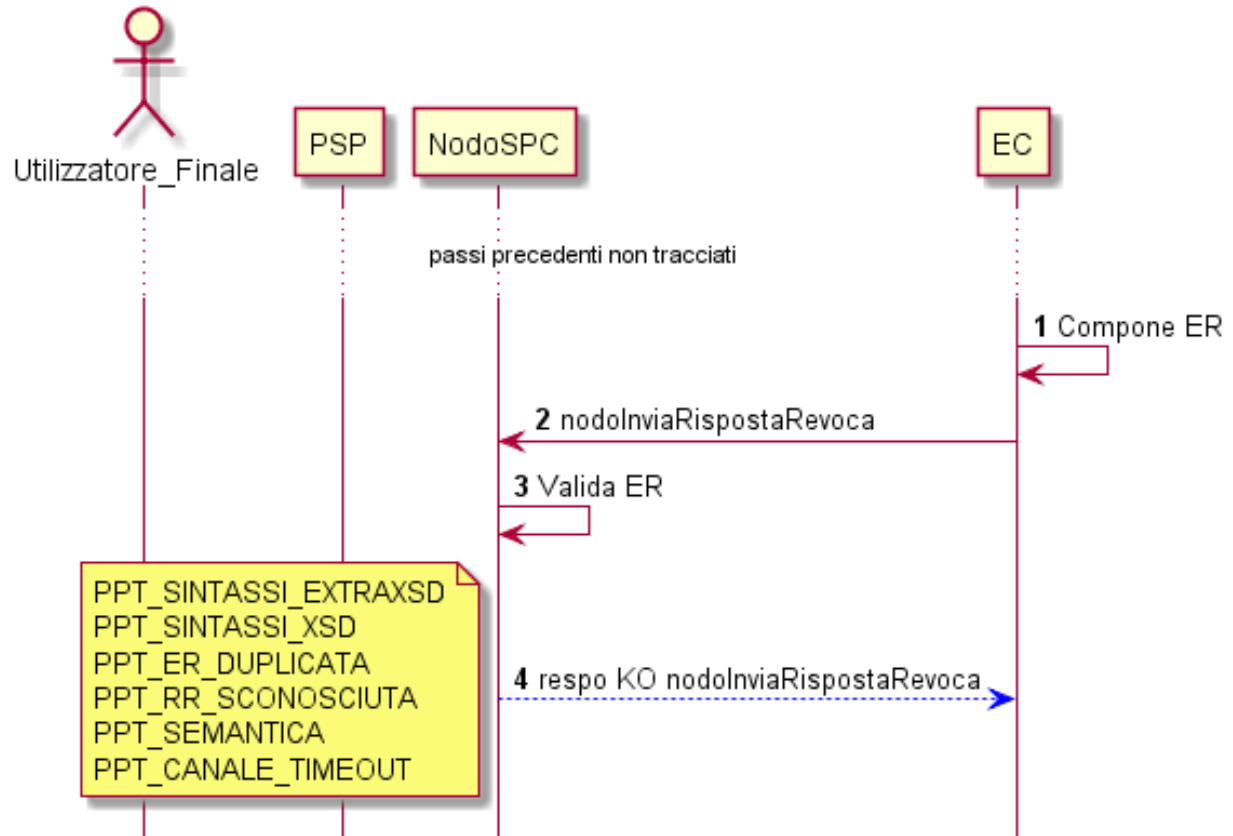 Utilizzatore_Finale
PSP
NodoSPC
EC
passi precedenti non tracciati
1 Compone ER
2 nodoInviaRispostaRevoca
3 Valida ER
PPT_SINTASSI_EXTRAXSD
PPT_SINTASSI_XSD
PPT_ER_DUPLICATA
PPT_RR_SCONOSCIUTA
PPT_SEMANTICA
PPT_CANALE_TIMEOUT
4 respo KO nodoInviaRispostaRevoca